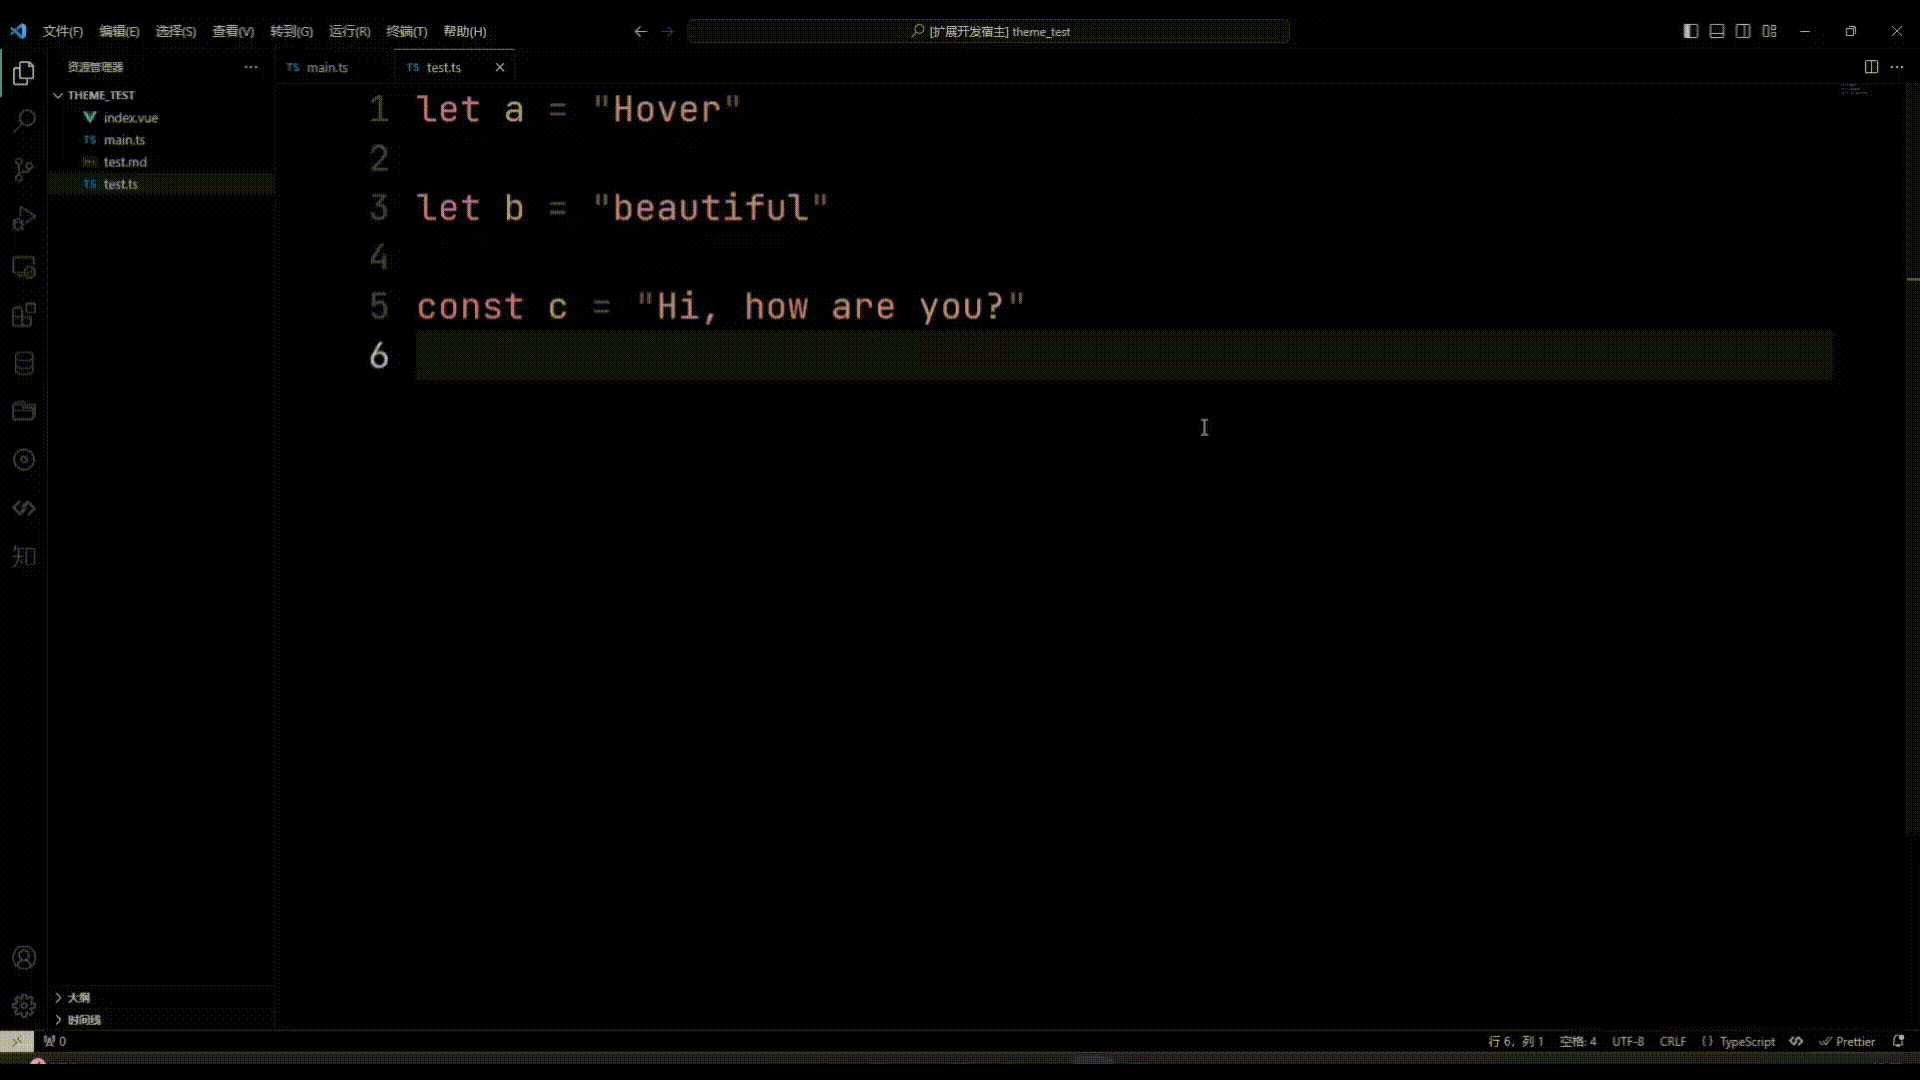 文件(F) 编辑(E) 选择(S) 查看(V) 转到(G) 运行(R) 终端(T) 帮助(H)
[扩展开发宿主] theme_test
资源管理器
THEME_TEST
index.vue
TS main.ts
test.md
TS test.ts
TS main.ts
TS test.ts
1 let a = "Hover"
2
3 let b = "beautiful"
4
5 const c = "Hi, how are you?"
6
知
大纲
时间线
0
行 6，列 1 空格: 4 UTF-8 CRLF {} TypeScript Prettier